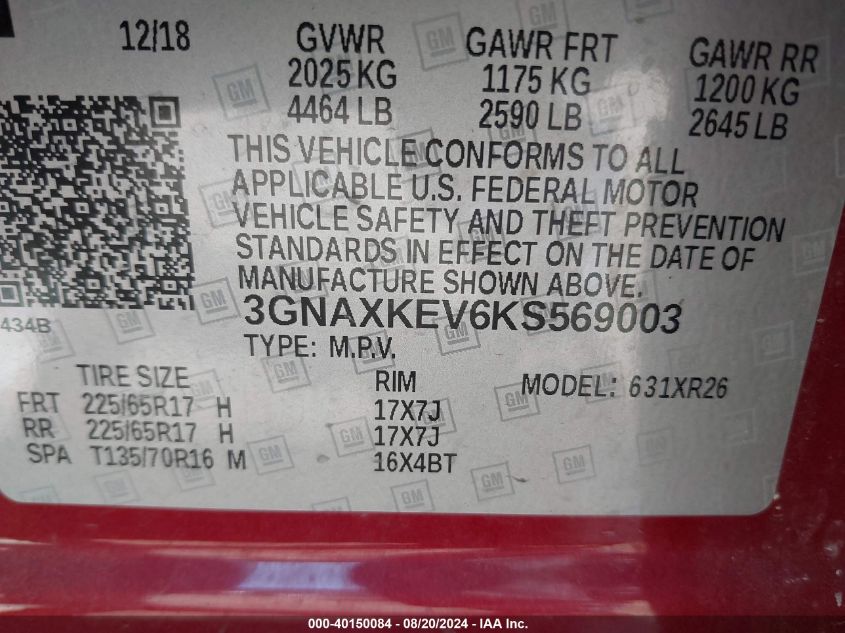 12/18 GVWR GAWR FRT GAWR RR
2025 KG 1175 KG 1200 KG
4464 LB 2590 LB 2645 LB
THIS VEHICLE CONFORMS TO ALL
APPLICABLE U.S. FEDERAL MOTOR
VEHICLE SAFETY AND THEFT PREVENTION
STANDARDS IN EFFECT ON THE DATE OF
MANUFACTURE SHOWN ABOVE.
434B
3GNAXKEV6KS569003
TYPE: M.P.V.
TIRE SIZE RIM MODEL: 631XR26
FRT 225/65R17 H 17X7J
RR 225/65R17 H 17X7J
SPA T135/70R16 M 16X4BT
000-40150084 - 08/20/2024 - IAA Inc.